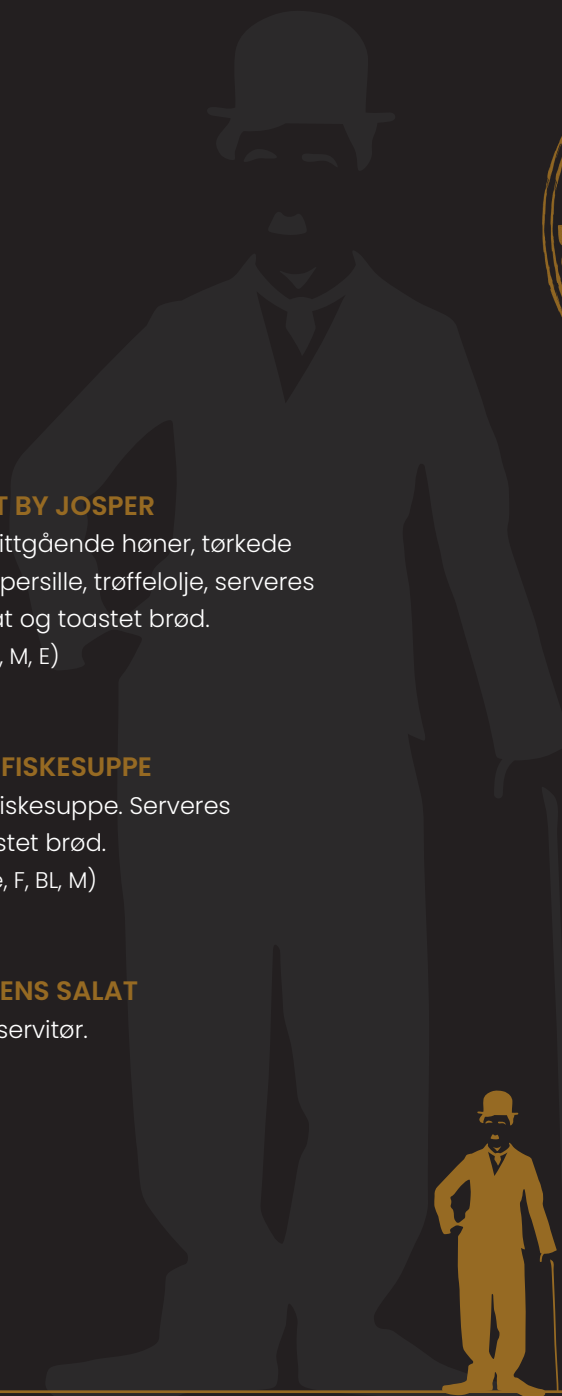 T BY JOSPER
ittgående høner, tørkede
persille, trøffelolje, serveres
at og toastet brød.
, M, E)
FISKESUPPE
iskesuppe. Serveres
stet brød.
e, F, BL, M)
ENS SALAT
servitør.